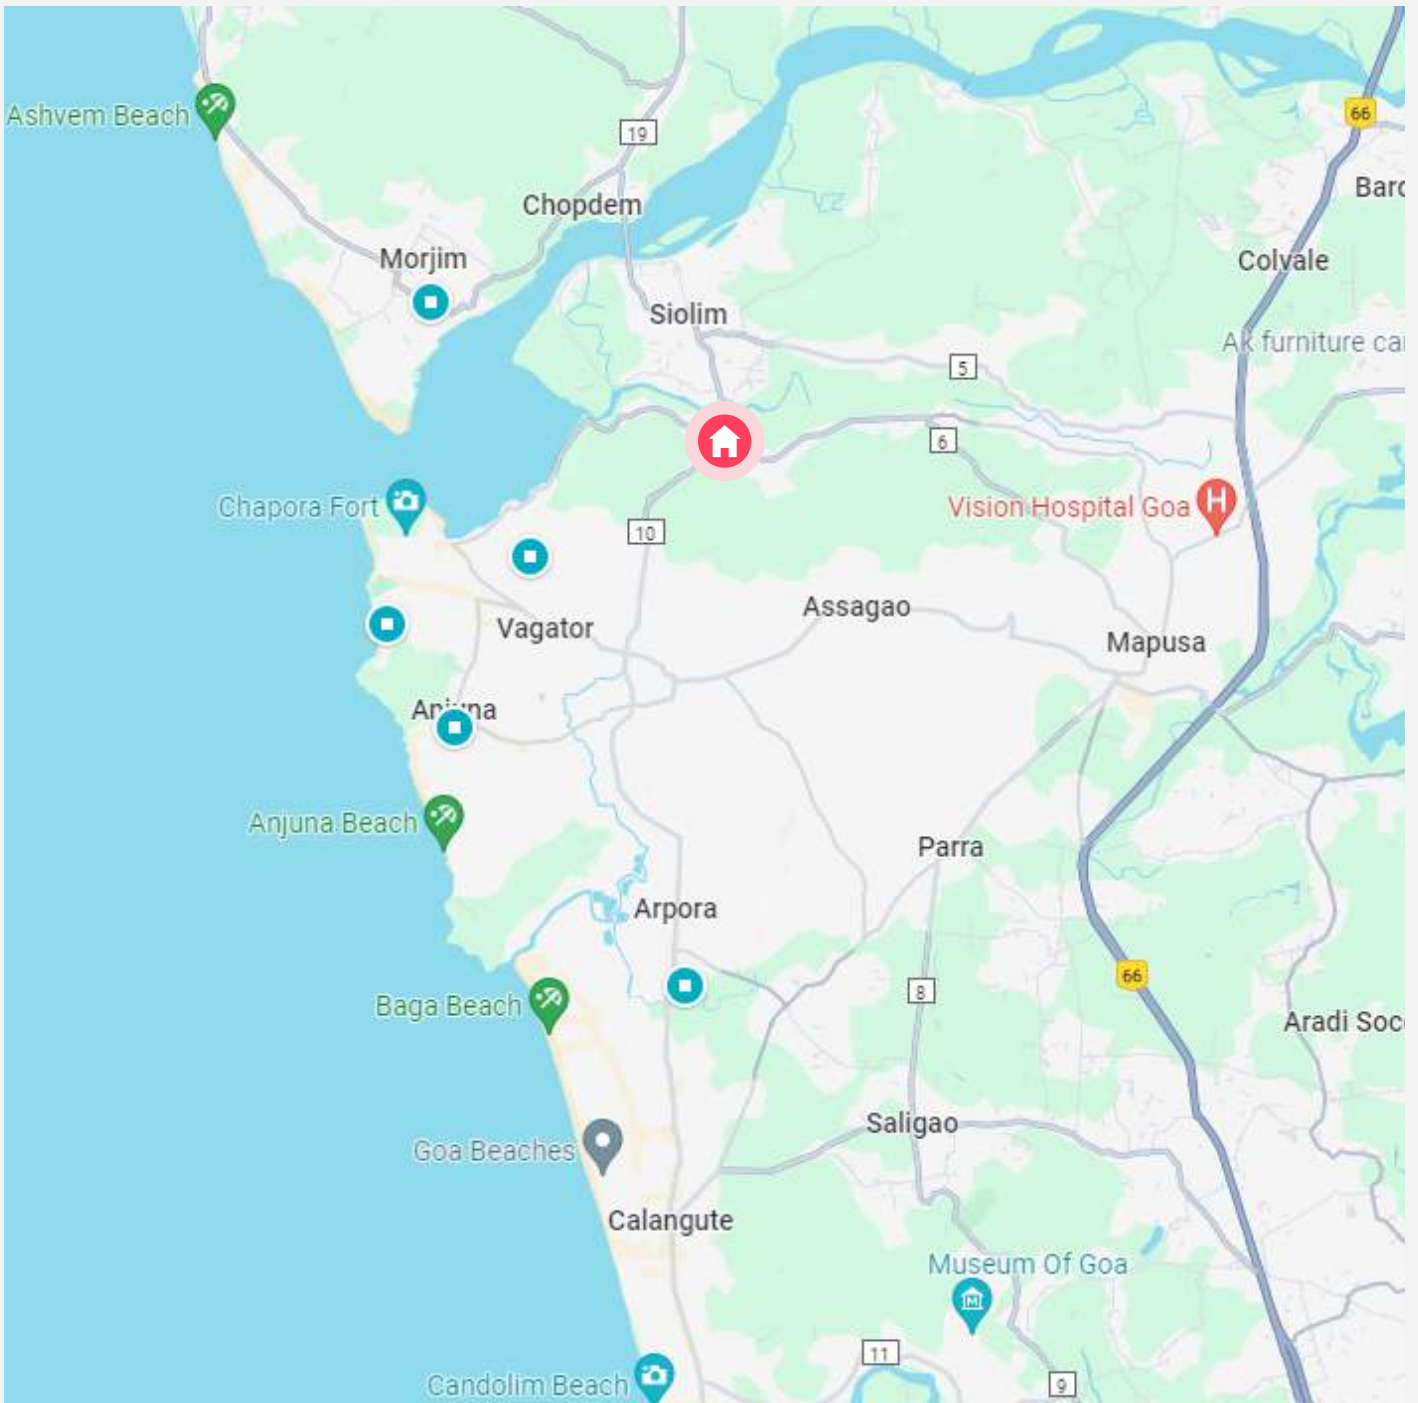 66
Ashvem Beach
19
Barc
Chopdem
Morjim
Colvale
Siolim
Ak furniture ca
5
6
Chapora Fort
Vision Hospital Goa
H
10
Assagao
Vagator
Mapusa
Anjuna
Anjuna Beach
Parra
Arpora
66
8
Baga Beach
Aradi Soc
Saligao
Goa Beaches
Calangute
Museum Of Goa
M
11
Candolim Beach
9